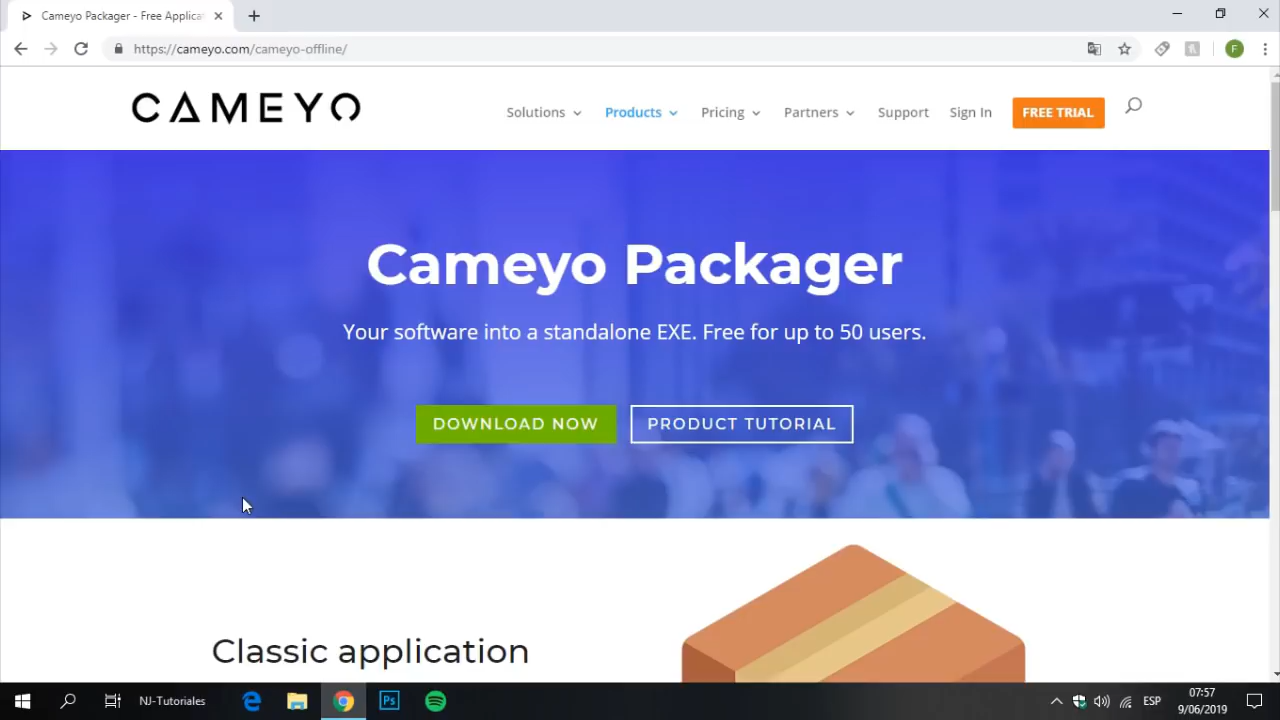 Cameyo Packager - Free Applica
https://cameyo.com/cameyo-offline/
F
CAMEYO
Solutions
Products
Pricing
Partners
Support
Sign In
FREE TRIAL
Cameyo Packager
Your software into a standalone EXE. Free for up to 50 users.
DOWNLOAD NOW
PRODUCT TUTORIAL
Classic application
NJ-Tutoriales
Ps
ESP
07:57
9/06/2019